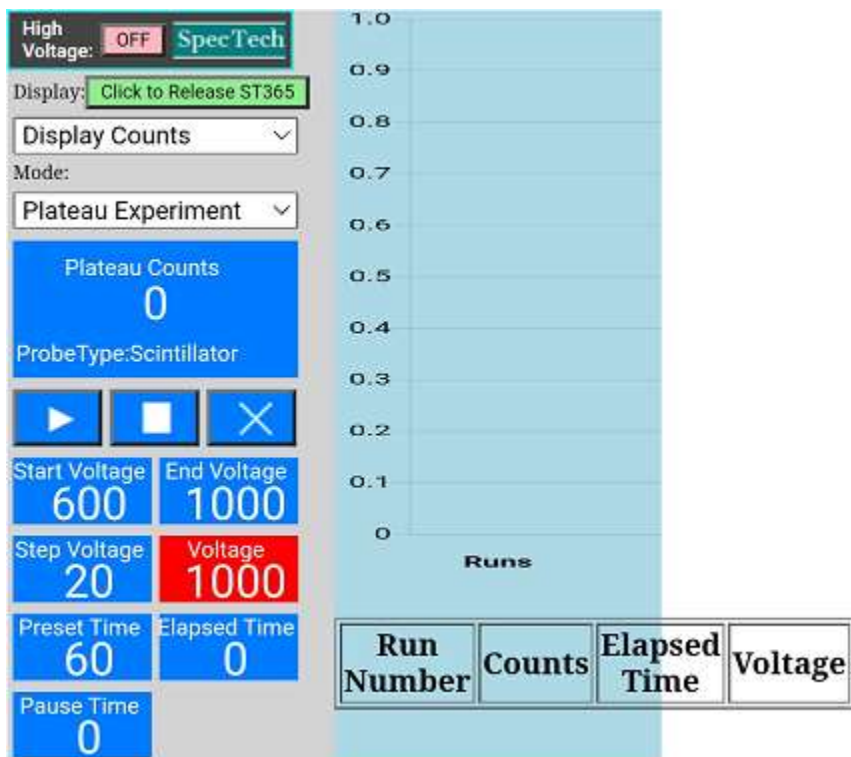 High
Voltage:
OFF
SpecTech
Display:
Click to Release ST365
Display Counts
Mode:
Plateau Experiment
Plateau Counts
0
ProbeType:Scintillator
Start Voltage
600
End Voltage
1000
Step Voltage
20
Voltage
1000
Preset Time
60
Elapsed Time
0
Pause Time
0
1.0
0.9
0.8
0.7
0.6
0.5
0.4
0.3
0.2
0.1
0
Runs
Run
Number
Counts
Elapsed
Time
Voltage